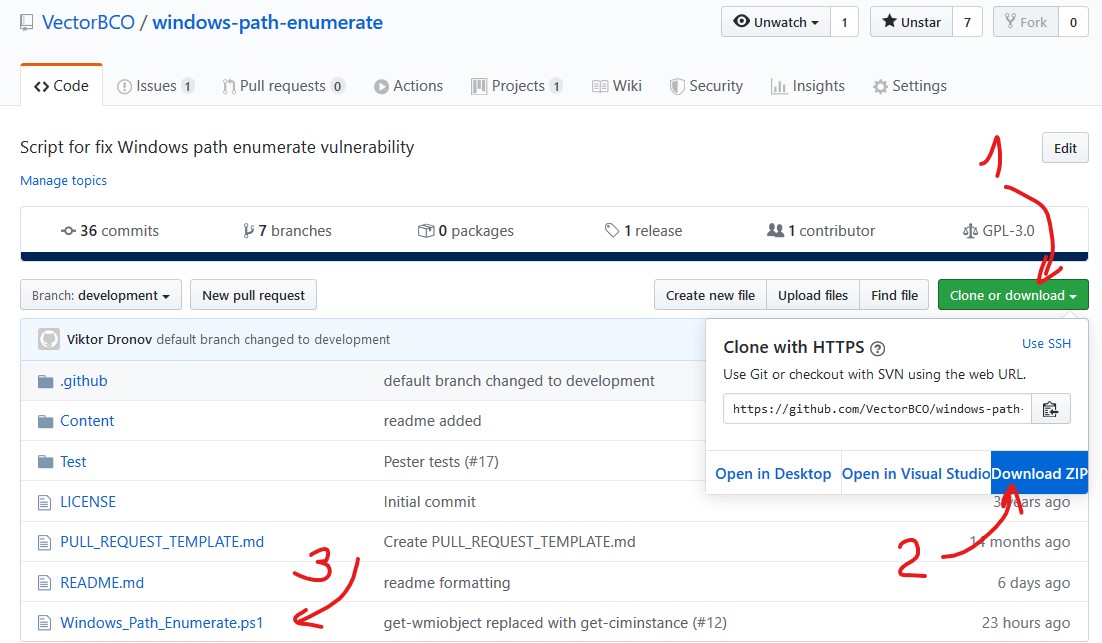 VectorBCO / windows-path-enumerate
Unwatch 1 Unstar 7 Fork 0
Code Issues 1 Pull requests 0 Actions Projects 1 Wiki Security Insights Settings
Script for fix Windows path enumerate vulnerability
Edit
Manage topics
1
36 commits 7 branches 0 packages 1 release 1 contributor GPL-3.0
Branch: development New pull request Create new file Upload files Find file Clone or download
Viktor Dronov default branch changed to development
Clone with HTTPS ? Use SSH
Use Git or checkout with SVN using the web URL.
https://github.com/VectorBCO/windows-path-
Open in Desktop Open in Visual Studio Download ZIP
.github default branch changed to development
Content readme added
Test Pester tests (#17)
LICENSE Initial commit 3 years ago
PULL_REQUEST_TEMPLATE.md Create PULL_REQUEST_TEMPLATE.md 14 months ago
2
3
README.md readme formatting 6 days ago
Windows_Path_Enumerate.ps1 get-wmiobject replaced with get-ciminstance (#12) 23 hours ago